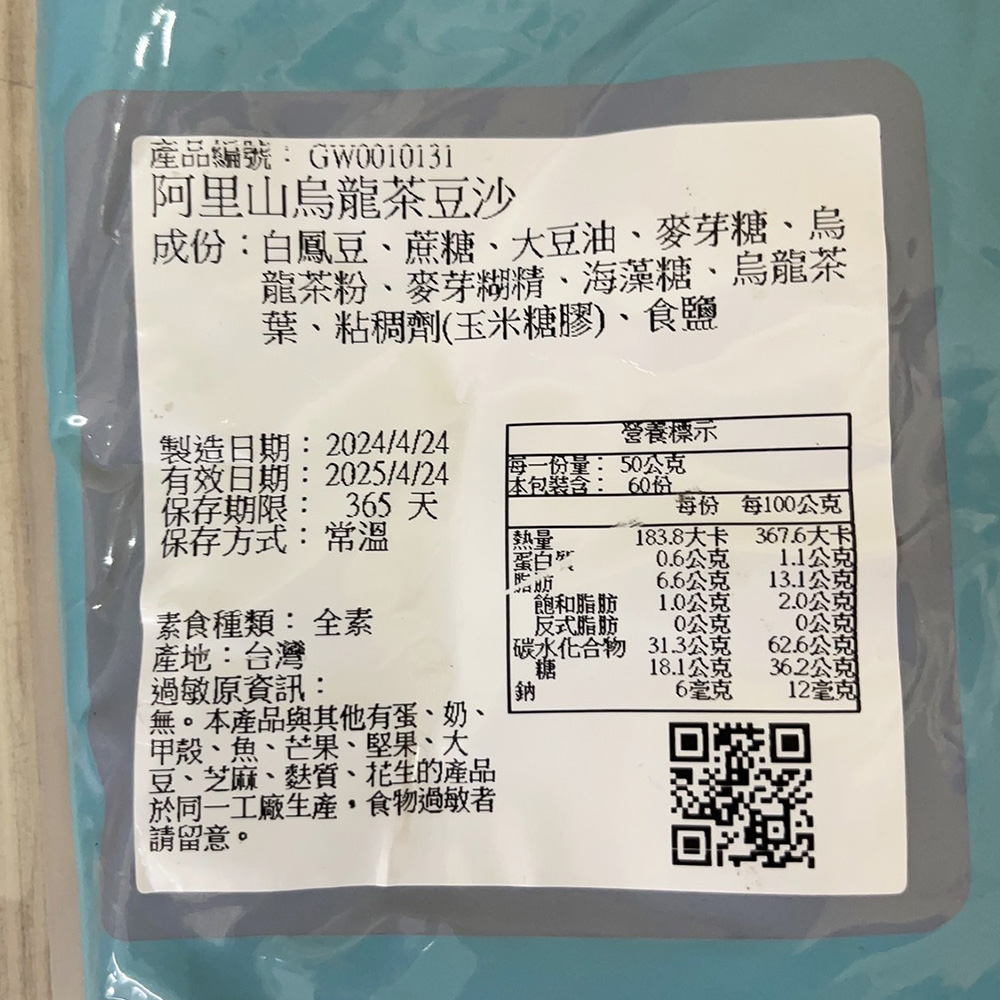 產品編號： GW0010131
阿里山烏龍茶豆沙
成份：白鳳豆、蔗糖、大豆油、麥芽糖、烏
龍茶粉、麥芽糊精、海藻糖、烏龍茶
葉、粘稠劑(玉米糖膠)、食鹽
製造日期： 2024/4/24
有效日期： 2025/4/24
保存期限： 365 天
保存方式： 常溫
素食種類： 全素
產地：台灣
過敏原資訊：
無。本產品與其他有蛋、奶、
甲殼、魚、芒果、堅果、大
豆、芝麻、麩質、花生的產品
於同一工廠生產，食物過敏者
請留意。
營養標示
每一份量： 50公克
本包裝含： 60份
每份 每100公克
熱量 183.8大卡 367.6大卡
蛋白 0.6公克 1.1公克
脂肪 6.6公克 13.1公克
飽和脂肪 1.0公克 2.0公克
反式脂肪 0公克 0公克
碳水化合物 31.3公克 62.6公克
糖 18.1公克 36.2公克
鈉 6毫克 12毫克